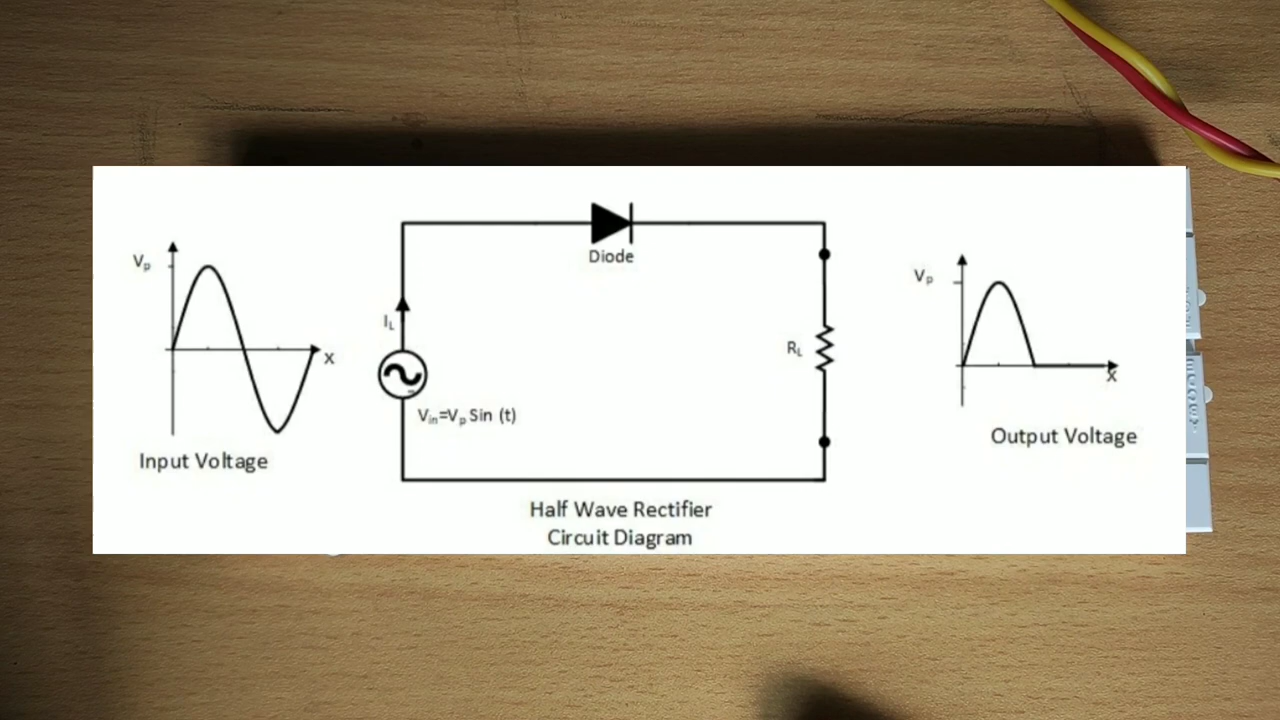 Vp
X
Input Voltage
IL
Vin=Vp Sin (t)
Diode
RL
Half Wave Rectifier
Circuit Diagram
Vp
X
Output Voltage